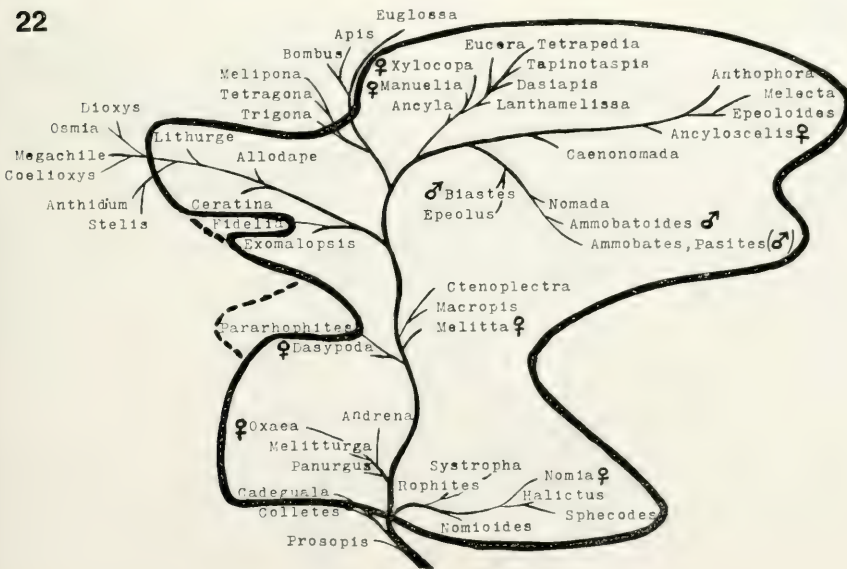 22
Euglossa
Apis
Bombus
Eucera Tetrapedia
♀ Xylocopa
Tapinotaspis
Anthophora
Melipona
♀ Manuelia
Dasiapis
Melecta
Tetragona
Ancyla
Lanthamelissa
Epeoloides
Dioxys
Trigona
Ancyloscelis ♀
Osmia
Lithurge
Caenonomada
Megachile
Allodape
Coelioxys
♂ Biastes
Nomada
Anthidium
Ceratina
Epeolus
Ammobatoides ♂
Stelis
Fidelia
Exomalopsis
Ammobates, Pasites (♂)
Ctenoplectra
Macropis
Pararhophites
Melitta ♀
♀ Dasypoda
Andrena
♀ Oxaea
Melitturga
Systropha
Panurgus
Rophites
Nomia ♀
Cadeguala
Halictus
Colletes
Sphecodes
Nomioides
Prosopis